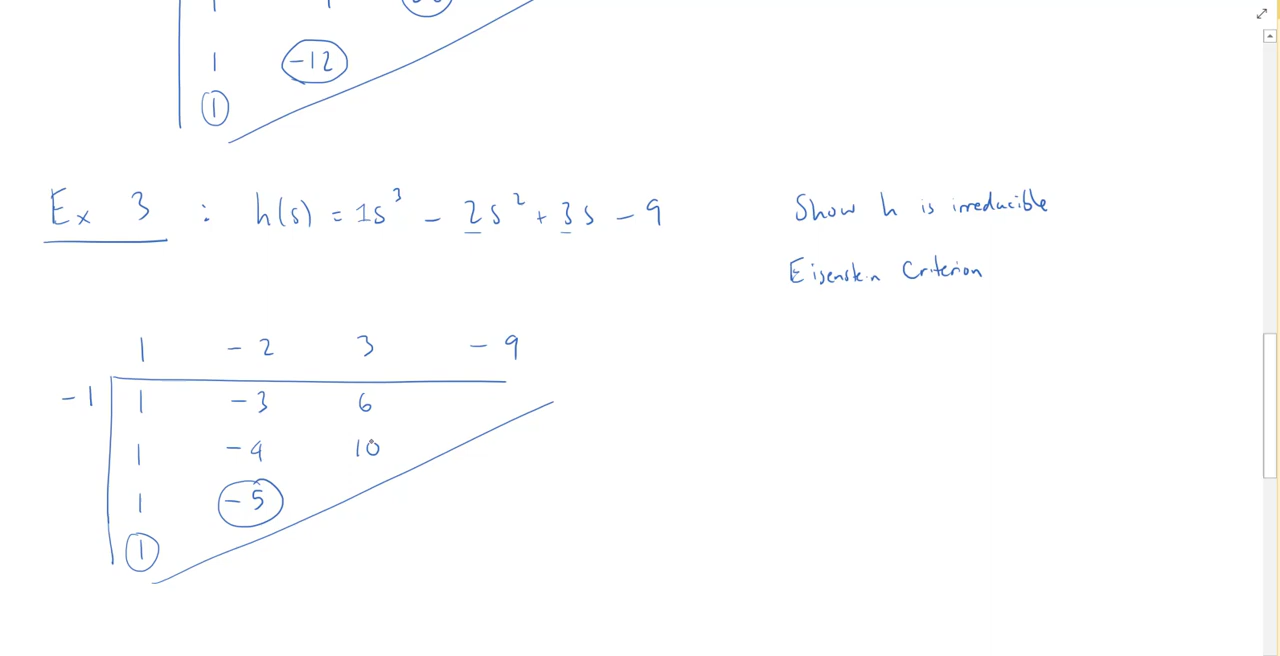 1 -12
1
Ex 3 : h(s) = 1s³ - 2s² + 3s - 9
Show h is irreducible
Eisenstein Criterion
1 -2 3 -9
-1 1 -3 6
1 -4 10
1 -5
1